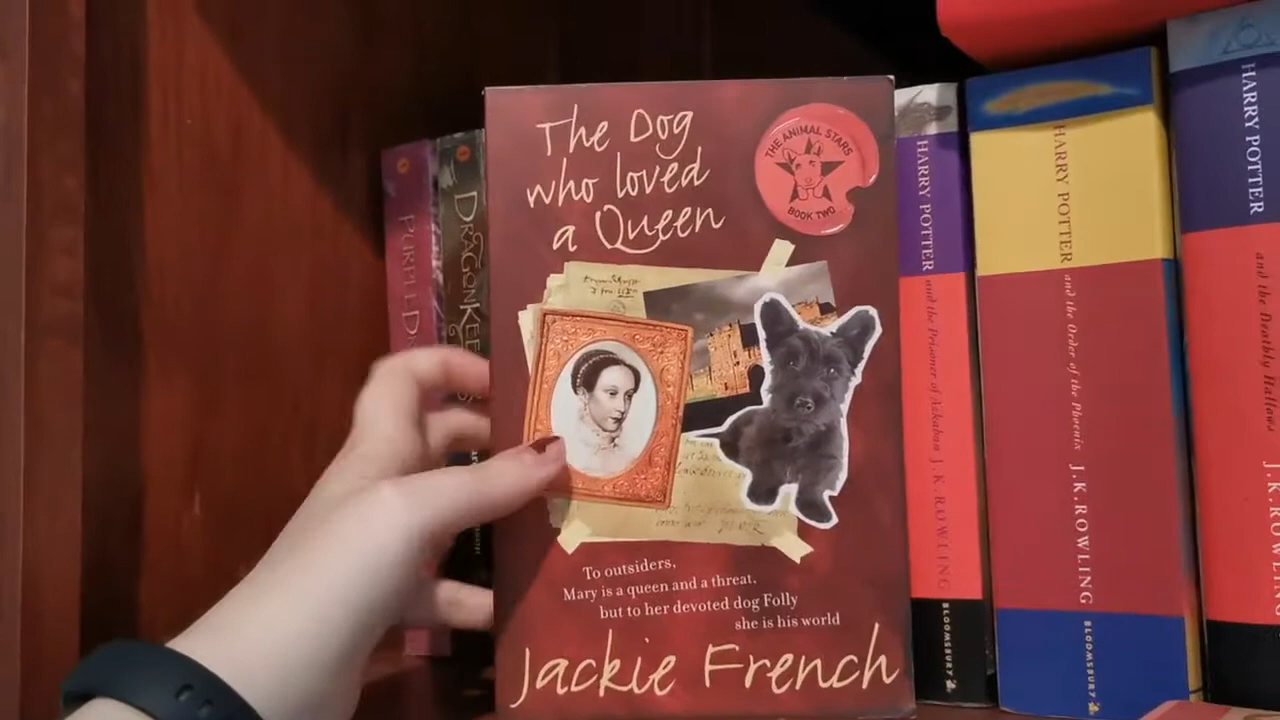 The Dog
who loved
a Queen
THE ANIMAL STARS
BOOK TWO
To outsiders,
Mary is a queen and a threat,
but to her devoted dog Folly
she is his world
Jackie French
PURPLE D
DRAGONKEE
HARRY POTTER and the Prisoner of Azkaban J.K. ROWLING
BLOOMSBURY
HARRY POTTER and the Order of the Phoenix J.K. ROWLING
BLOOMSBURY
HARRY POTTER and the Deathly Hallows J.K. ROWLING